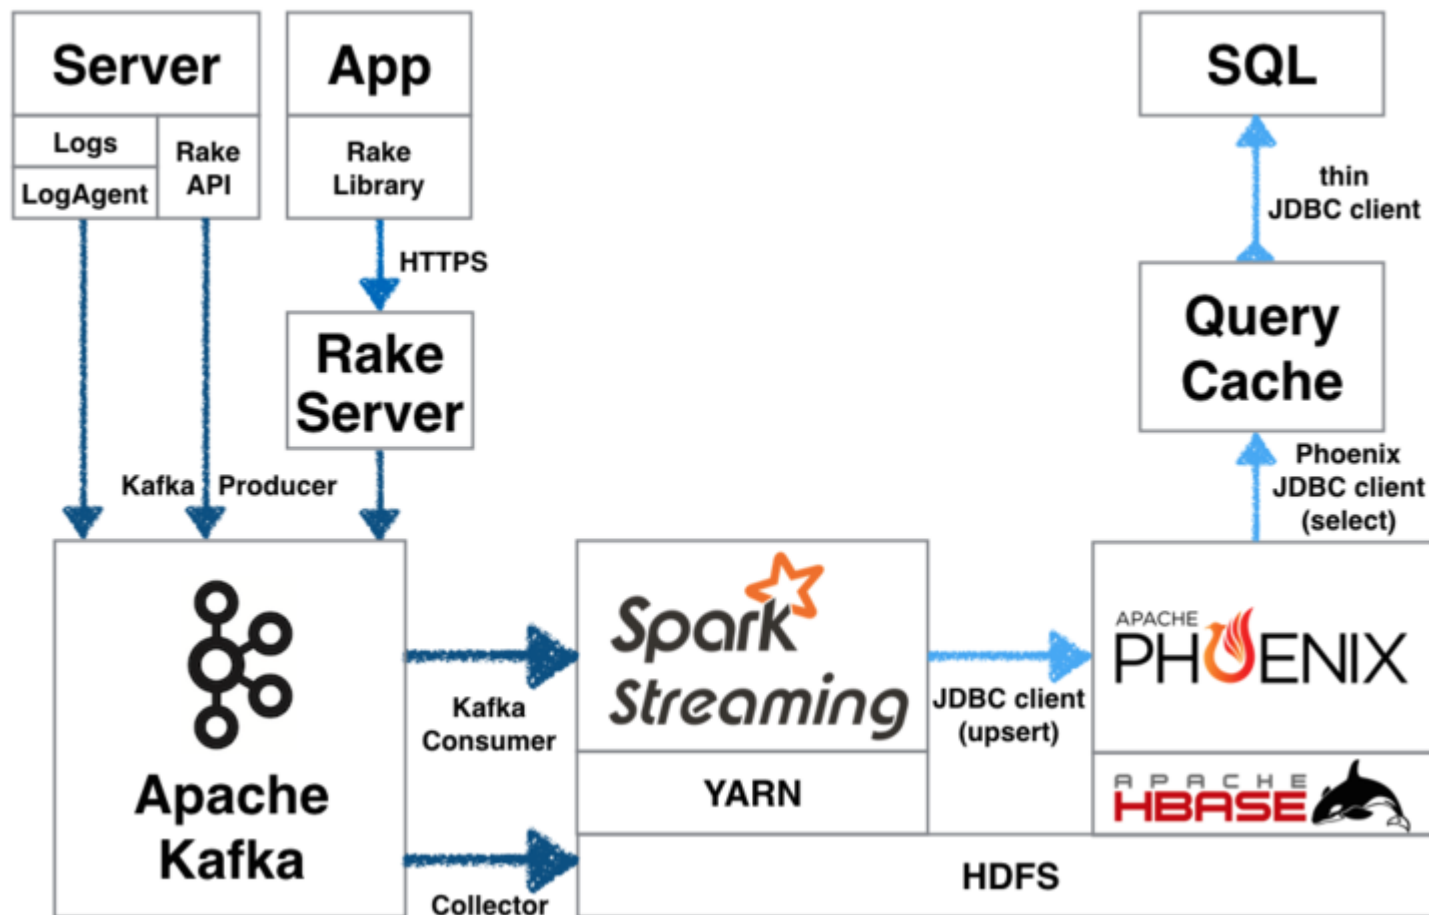 Server
Logs
LogAgent
Rake
API
App
Rake
Library
HTTPS
Rake
Server
Kafka Producer
Apache
Kafka
Kafka
Consumer
Collector
Spark
Streaming
YARN
HDFS
JDBC client
(upsert)
APACHE
PHOENIX
APACHE
HBASE
Phoenix
JDBC client
(select)
Query
Cache
thin
JDBC client
SQL